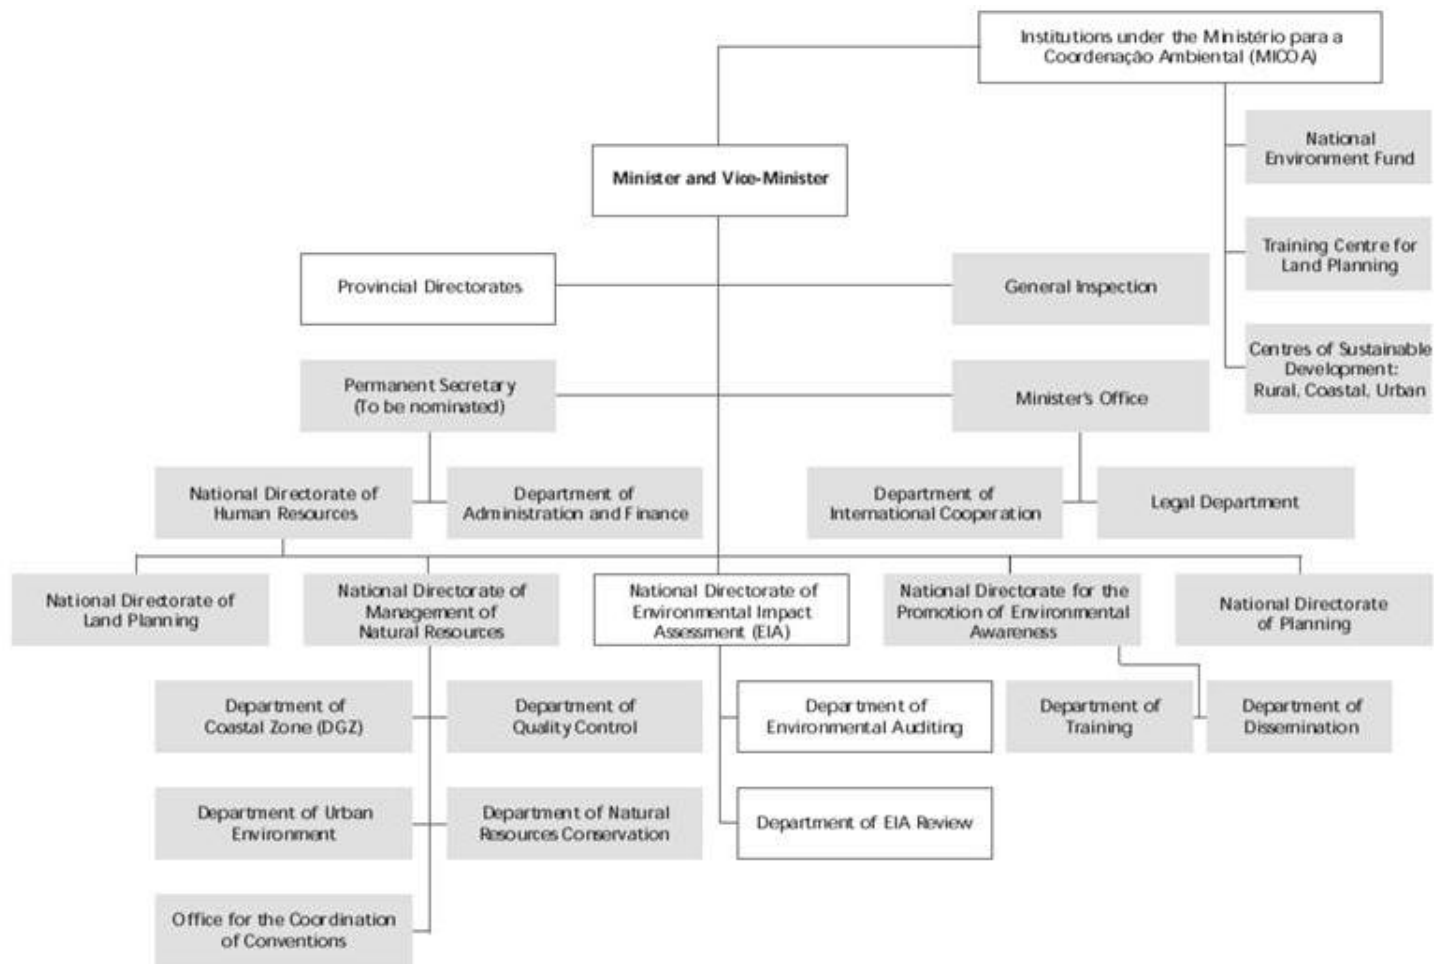 Institutions under the Ministério para a
Coordenação Ambiental (MICOA)
National
Environment Fund
Minister and Vice-Minister
Training Centre for
Land Planning
Provincial Directorates
General Inspection
Centres of Sustainable
Development:
Rural, Coastal, Urban
Permanent Secretary
(To be nominated)
Minister's Office
National Directorate of
Human Resources
Department of
Administration and Finance
Department of
International Cooperation
Legal Department
National Directorate of
Land Planning
National Directorate of
Management of
Natural Resources
National Directorate of
Environmental Impact
Assessment (EIA)
National Directorate for the
Promotion of Environmental
Awareness
National Directorate
of Planning
Department of
Coastal Zone (DGZ)
Department of
Quality Control
Department of
Environmental Auditing
Department of
Training
Department of
Dissemination
Department of Urban
Environment
Department of Natural
Resources Conservation
Department of EIA Review
Office for the Coordination
of Conventions